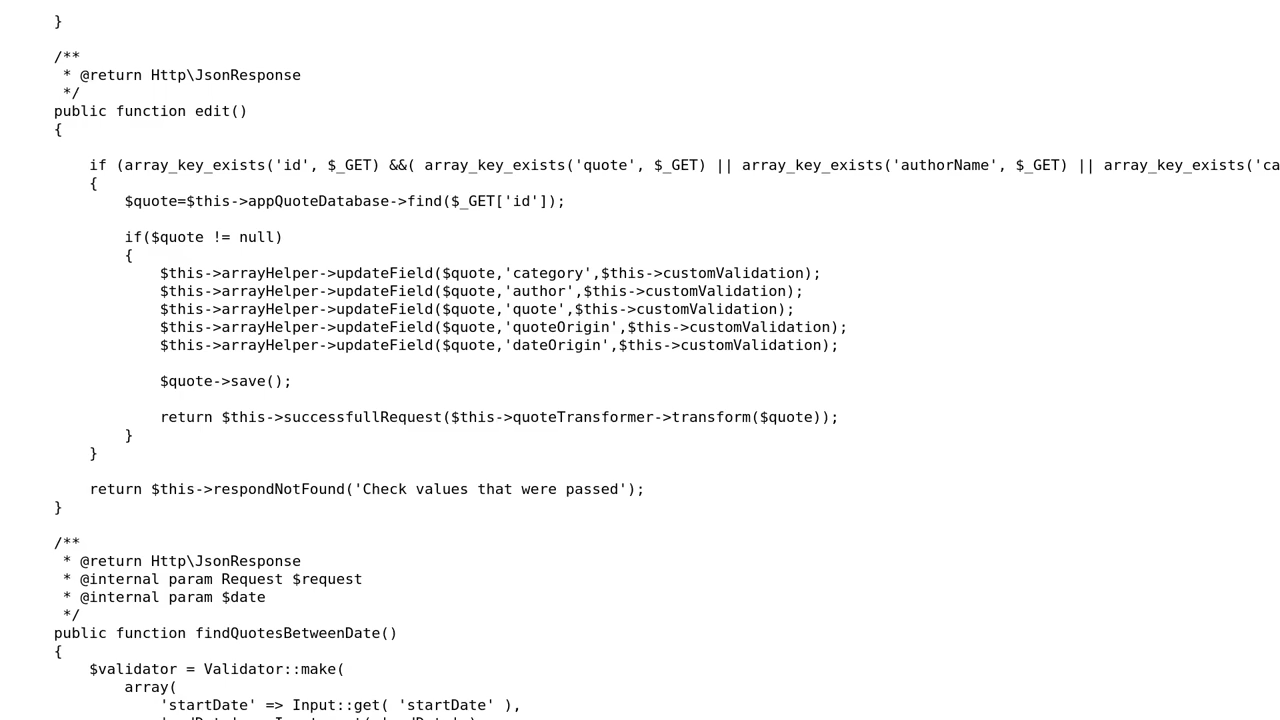 }
/**
 * @return Http\JsonResponse
 */
public function edit()
{
if (array_key_exists('id', $_GET) &&( array_key_exists('quote', $_GET) || array_key_exists('authorName', $_GET) || array_key_exists('ca
{
$quote=$this->appQuoteDatabase->find($_GET['id']);
if($quote != null)
{
$this->arrayHelper->updateField($quote,'category',$this->customValidation);
$this->arrayHelper->updateField($quote,'author',$this->customValidation);
$this->arrayHelper->updateField($quote,'quote',$this->customValidation);
$this->arrayHelper->updateField($quote,'quoteOrigin',$this->customValidation);
$this->arrayHelper->updateField($quote,'dateOrigin',$this->customValidation);
$quote->save();
return $this->successfullRequest($this->quoteTransformer->transform($quote));
}
}
return $this->respondNotFound('Check values that were passed');
}
/**
 * @return Http\JsonResponse
 * @internal param Request $request
 * @internal param $date
 */
public function findQuotesBetweenDate()
{
$validator = Validator::make(
array(
'startDate' => Input::get( 'startDate' ),